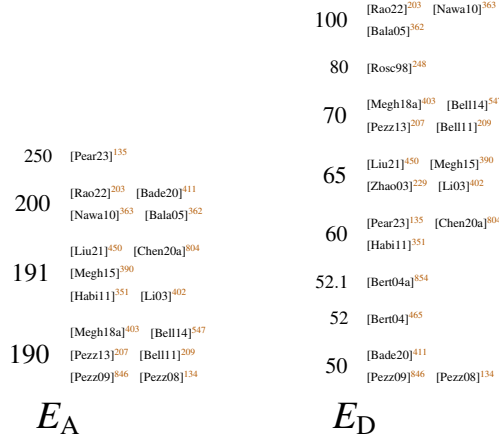 250 [Pear23]135
200 [Rao22]203 [Bade20]411
[Nawa10]363 [Bala05]362
191 [Liu21]450 [Chen20a]804
[Megh15]390
[Habi11]351 [Li03]402
190 [Megh18a]403 [Bell14]547
[Pezz13]207 [Bell11]209
[Pezz09]846 [Pezz08]134
EA
100 [Rao22]203 [Nawa10]363
[Bala05]362
80 [Rosc98]248
70 [Megh18a]403 [Bell14]547
[Pezz13]207 [Bell11]209
65 [Liu21]450 [Megh15]390
[Zhao03]229 [Li03]402
60 [Pear23]135 [Chen20a]804
[Habi11]351
52.1 [Bert04a]854
52 [Bert04]465
50 [Bade20]411
[Pezz09]846 [Pezz08]134
ED